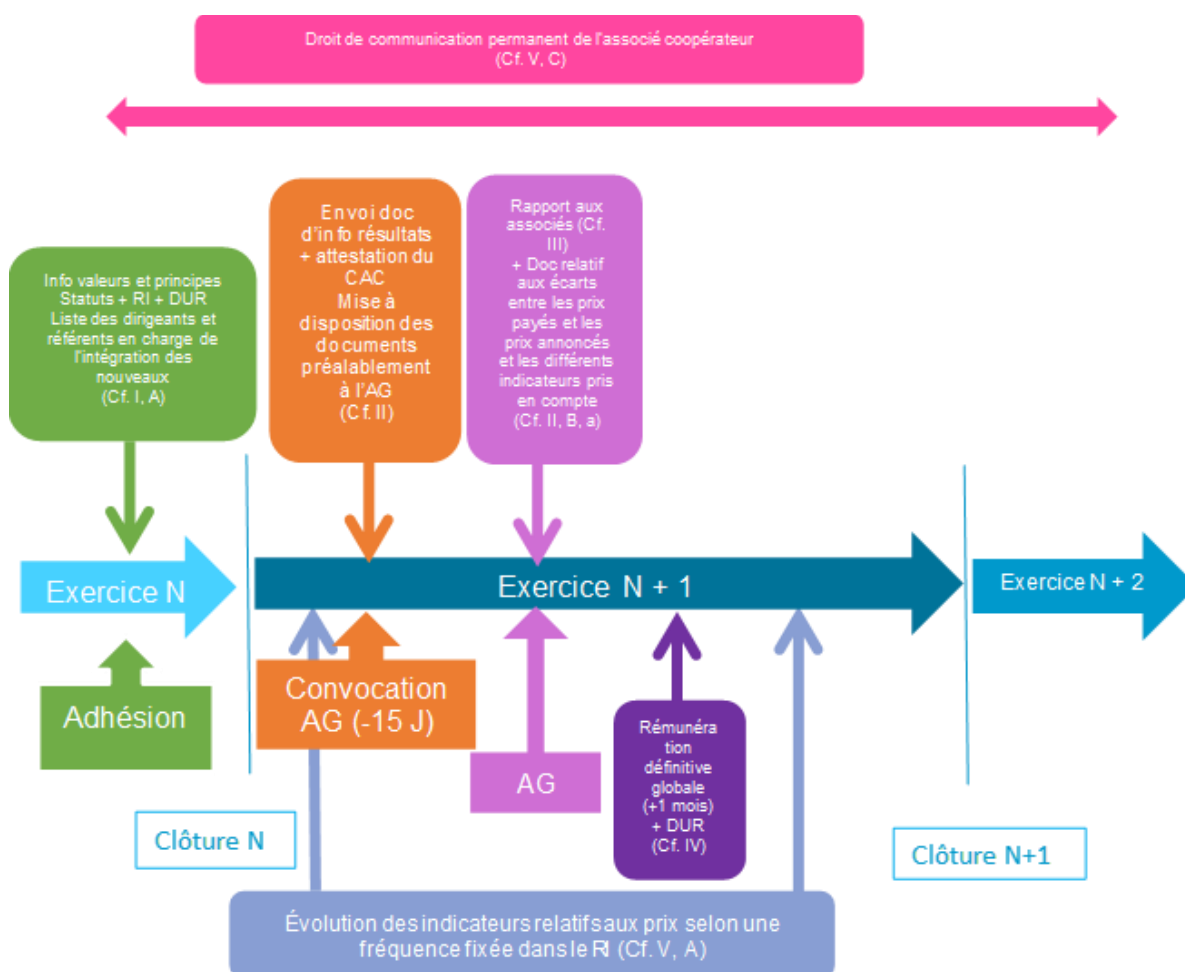 Droit de communication permanent de l'associé coopérateur
(Cf. V, C)
Info valeurs et principes
Statuts + RI + DUR
Liste des dirigeants et
référents en charge de
l'intégration des
nouveaux
(Cf. I, A)
Envoi doc
d'info résultats
+ attestation du
CAC
Mise à
disposition des
documents
préalablement
à l'AG
(Cf. II)
Rapport aux
associés (Cf.
III)
+ Doc relatif
aux écarts
entre les prix
payés et les
prix annoncés
et les différents
indicateurs pris
en compte
(Cf. II, B, a)
Exercice N
Exercice N + 1
Exercice N + 2
Adhésion
Convocation
AG (-15 J)
AG
Rémunéra
tion
définitive
globale
(+1 mois)
+ DUR
(Cf. IV)
Clôture N
Clôture N+1
Évolution des indicateurs relatifs aux prix selon une
fréquence fixée dans le RI (Cf. V, A)